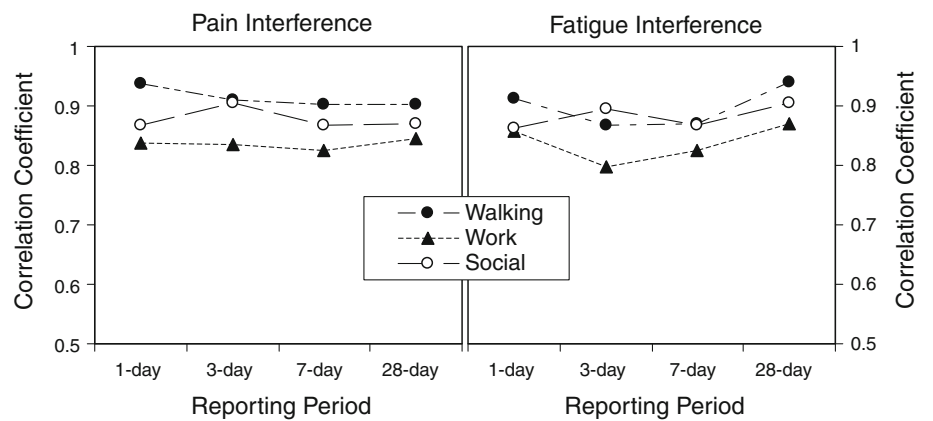 Pain Interference
Fatigue Interference
Correlation Coefficient
1
0.9
0.8
0.7
0.6
0.5
1
0.9
0.8
0.7
0.6
0.5
Correlation Coefficient
Walking
Work
Social
1-day 3-day 7-day 28-day
1-day 3-day 7-day 28-day
Reporting Period
Reporting Period